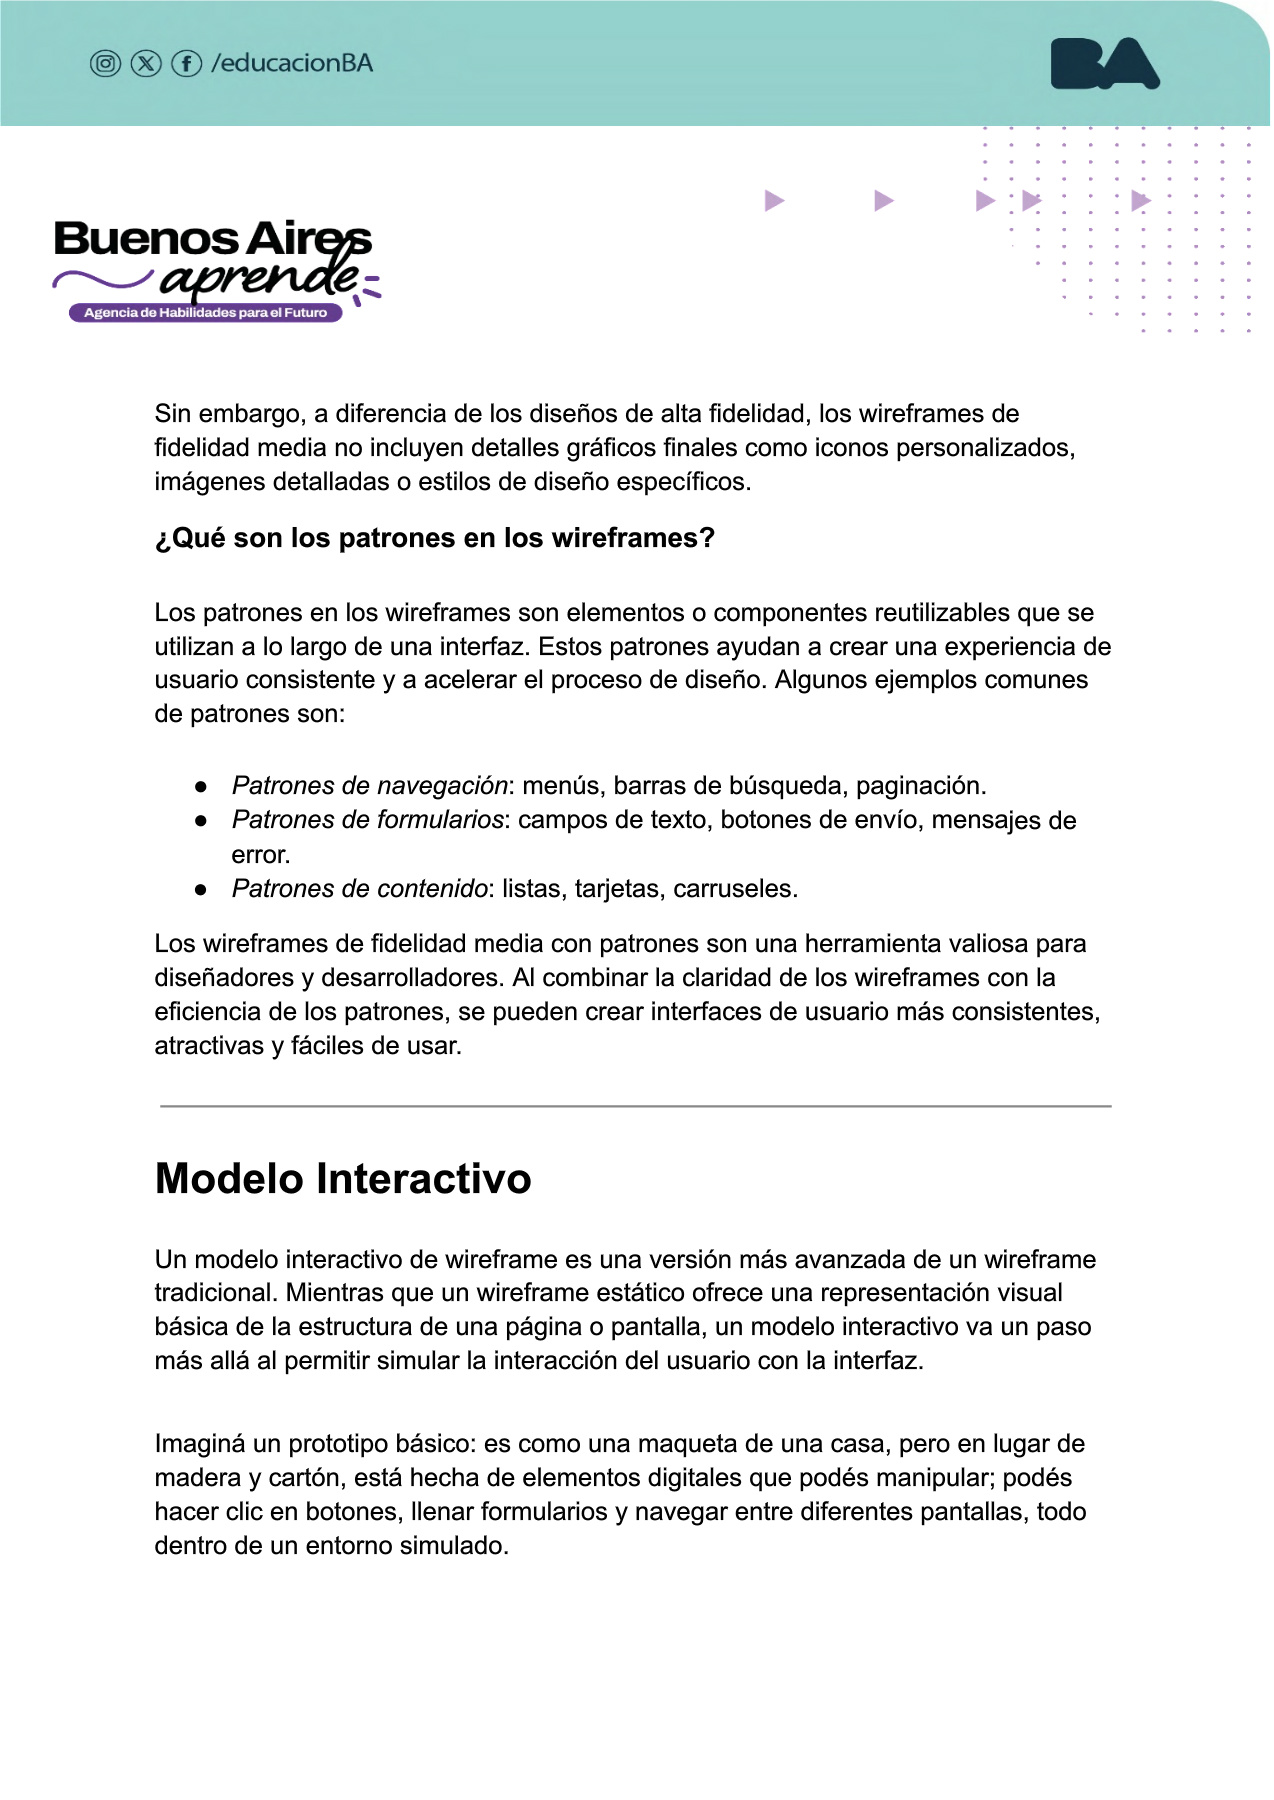 /educacionBA
BA
Buenos Aires
aprende
Agencia de Habilidades para el Futuro
Sin embargo, a diferencia de los diseños de alta fidelidad, los wireframes de
fidelidad media no incluyen detalles gráficos finales como iconos personalizados,
imágenes detalladas o estilos de diseño específicos.
¿Qué son los patrones en los wireframes?
Los patrones en los wireframes son elementos o componentes reutilizables que se
utilizan a lo largo de una interfaz. Estos patrones ayudan a crear una experiencia de
usuario consistente y a acelerar el proceso de diseño. Algunos ejemplos comunes
de patrones son:
● Patrones de navegación: menús, barras de búsqueda, paginación.
● Patrones de formularios: campos de texto, botones de envío, mensajes de
error.
● Patrones de contenido: listas, tarjetas, carruseles.
Los wireframes de fidelidad media con patrones son una herramienta valiosa para
diseñadores y desarrolladores. Al combinar la claridad de los wireframes con la
eficiencia de los patrones, se pueden crear interfaces de usuario más consistentes,
atractivas y fáciles de usar.
Modelo Interactivo
Un modelo interactivo de wireframe es una versión más avanzada de un wireframe
tradicional. Mientras que un wireframe estático ofrece una representación visual
básica de la estructura de una página o pantalla, un modelo interactivo va un paso
más allá al permitir simular la interacción del usuario con la interfaz.
Imaginá un prototipo básico: es como una maqueta de una casa, pero en lugar de
madera y cartón, está hecha de elementos digitales que podés manipular; podés
hacer clic en botones, llenar formularios y navegar entre diferentes pantallas, todo
dentro de un entorno simulado.